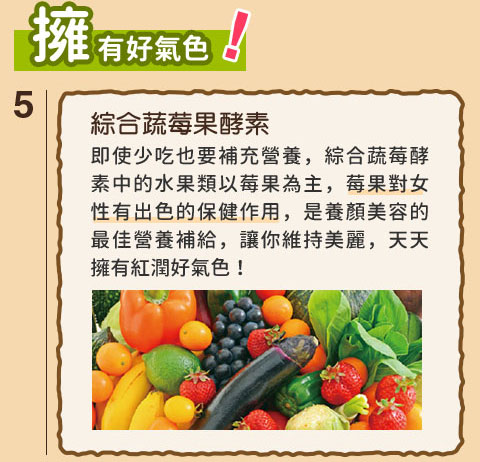 擁有好氣色！
5
綜合蔬莓果酵素
即使少吃也要補充營養，綜合蔬莓酵
素中的水果類以莓果為主，莓果對女
性有出色的保健作用，是養顏美容的
最佳營養補給，讓你維持美麗，天天
擁有紅潤好氣色！